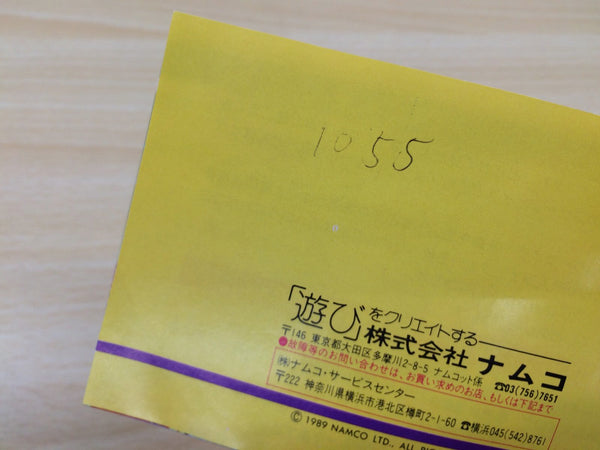 1055
「遊び」をクリエイトする
株式会社 ナムコ
〒146 東京都大田区多摩川2-8-5 ナムコット係 ☎03(756)7651
●故障等のお問い合わせは、お買い求めのお店、もしくは下記まで
(株)ナムコ・サービスセンター
〒222 神奈川県横浜市港北区樽町2-1-60 ☎横浜045(542)8761
© 1989 NAMCO LTD., ALL